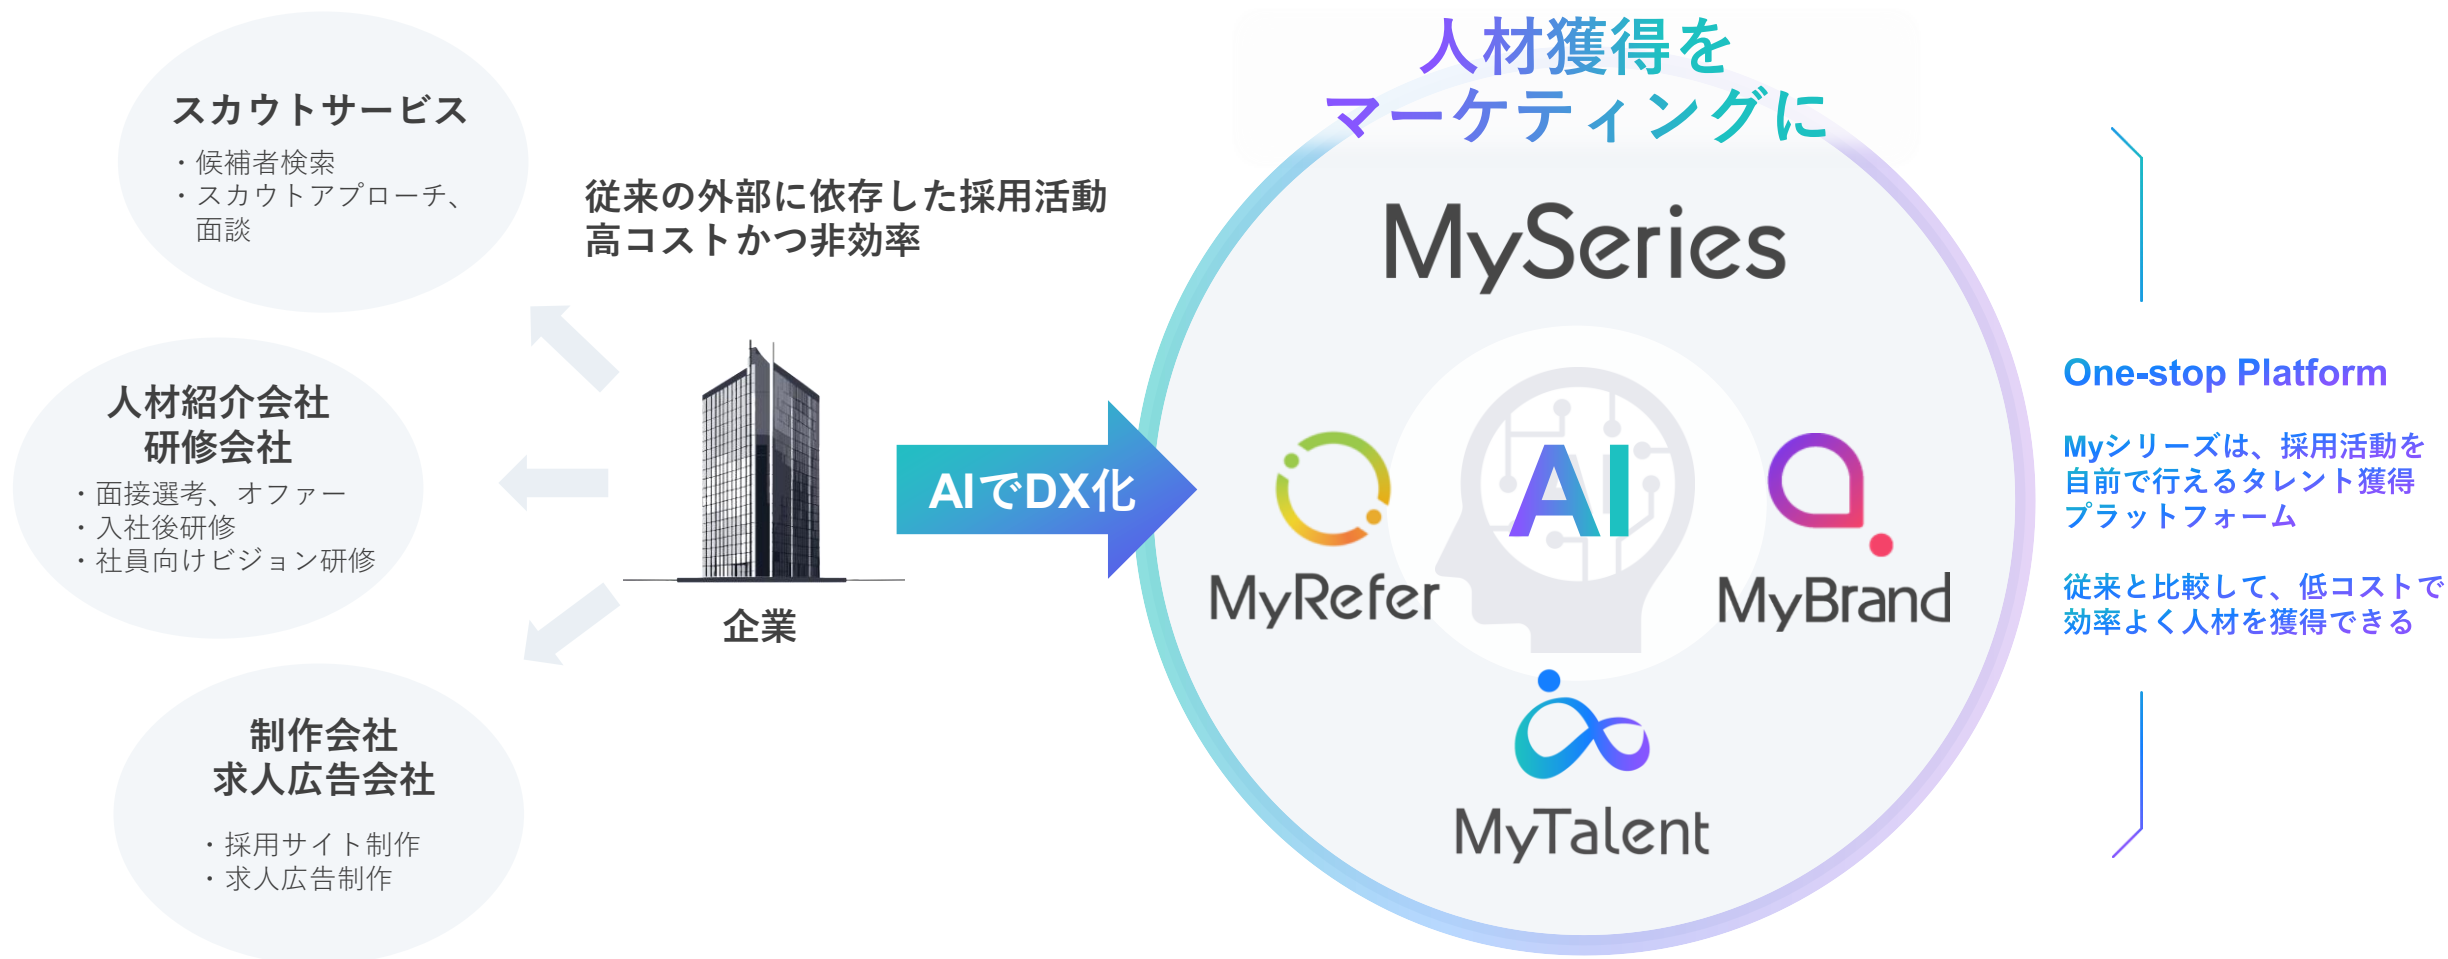 スカウトサービス
・候補者検索
・スカウトアプローチ、
面談
人材紹介会社
研修会社
・面接選考、オファー
・入社後研修
・社員向けビジョン研修
制作会社
求人広告会社
・採用サイト制作
・求人広告制作
従来の外部に依存した採用活動
高コストかつ非効率
企業
AIでDX化
人材獲得を
マーケティングに
MySeries
AI
MyRefer
MyBrand
MyTalent
One-stop Platform
Myシリーズは、採用活動を
自前で行えるタレント獲得
プラットフォーム
従来と比較して、低コストで
効率よく人材を獲得できる